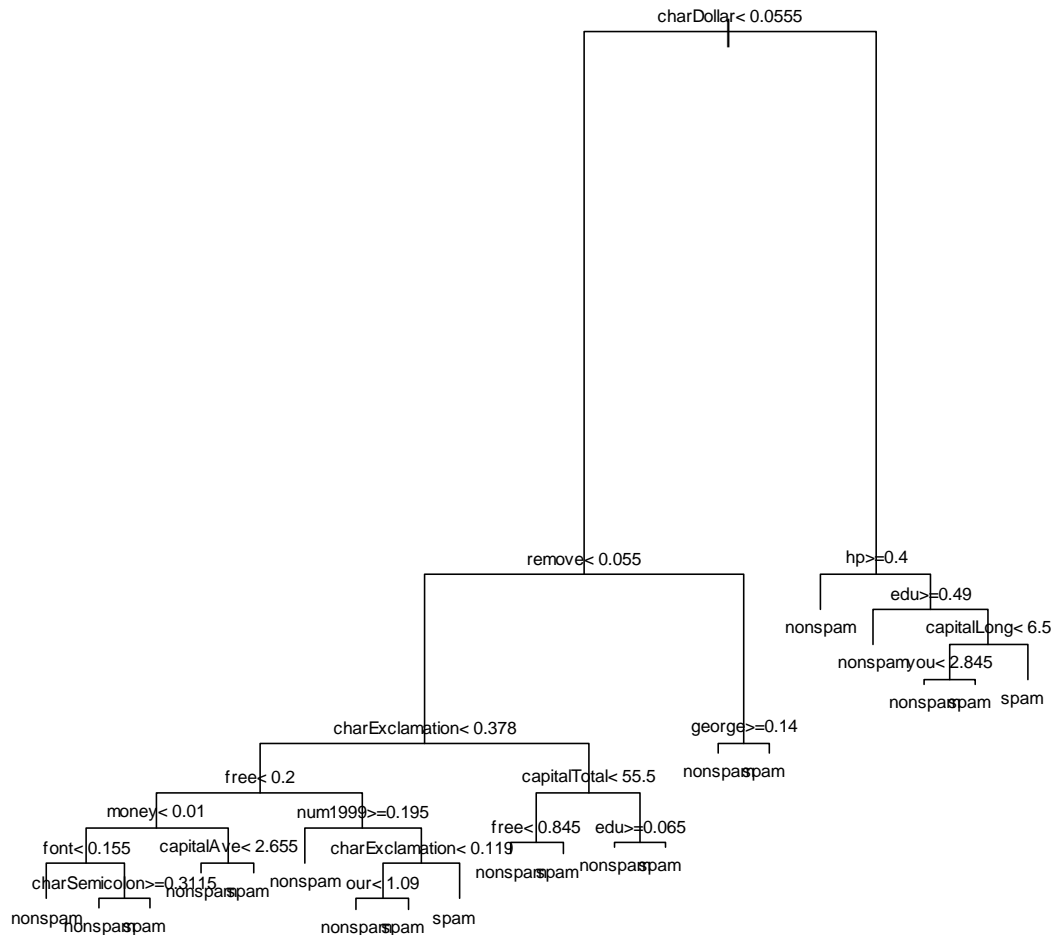 charDollar< 0.0555
remove< 0.055
hp>=0.4
edu>=0.49
nonspam
capitalLong< 6.5
nonspam
you< 2.845
nonspam
spam
spam
charExclamation< 0.378
george>=0.14
nonspam
spam
free< 0.2
capitalTotal< 55.5
money< 0.01
num1999>=0.195
free< 0.845
edu>=0.065
font< 0.155
capitalAve< 2.655
charExclamation< 0.119
nonspam
spam
nonspam
spam
charSemicolon>=0.3115
nonspam
spam
nonspam
our< 1.09
nonspam
nonspam
spam
nonspam
spam
spam